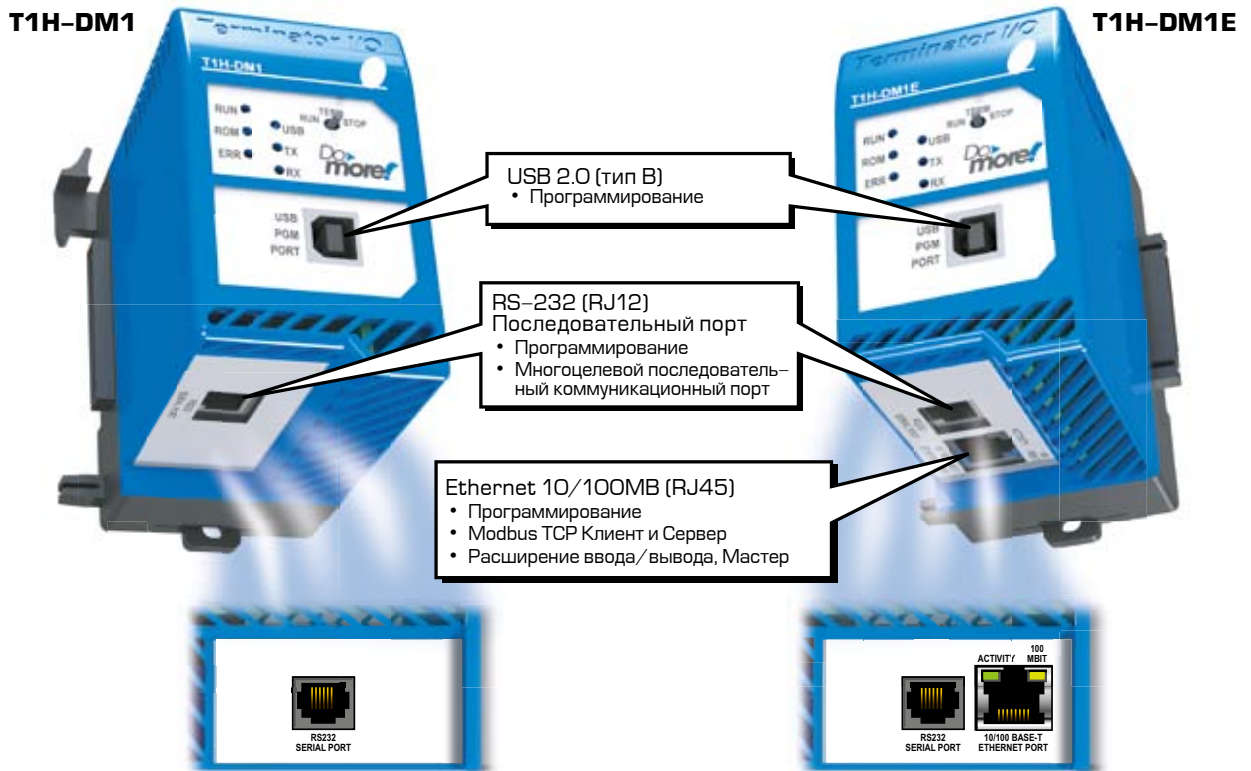 T1H–DM1
T1H–DM1E
Terminator I/O
T1H-DM1
RUN
ROM
ERR
USB
TX
RX
TERM
RUN STOP
Do more!
USB
PGM
PORT
Terminator I/O
T1H-DM1E
RUN
ROM
ERR
USB
TX
RX
TERM
RUN STOP
Do more!
USB
PGM
PORT
USB 2.0 (тип B)
• Программирование
RS–232 (RJ12)
Последовательный порт
• Программирование
• Многоцелевой последователь–
ный коммуникационный порт
Ethernet 10/100MB (RJ45)
• Программирование
• Modbus TCP Клиент и Сервер
• Расширение ввода/вывода, Мастер
RS232
SERIAL PORT
RS232
SERIAL PORT
ACTIVITY
100
MBIT
10/100 BASE-T
ETHERNET PORT